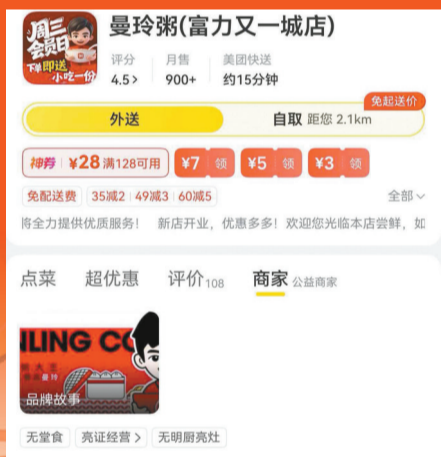 曼玲粥(富力又一城店)
周三
会员日
下单即送
小吃一份
评分 月售 美团快送
4.5> 900+ 约15分钟
免起送价
外送 自取 距您 2.1km
神券 ¥28 满128可用 ¥7 领 ¥5 领 ¥3 领
免配送费 35减2 49减3 60减5 全部
将全力提供优质服务！ 新店开业，优惠多多！欢迎您光临本店尝鲜，如
点菜 超优惠 评价108 商家 公益商家
NLING CO
曼玲
品牌故事
无堂食 亮证经营> 无明厨亮灶